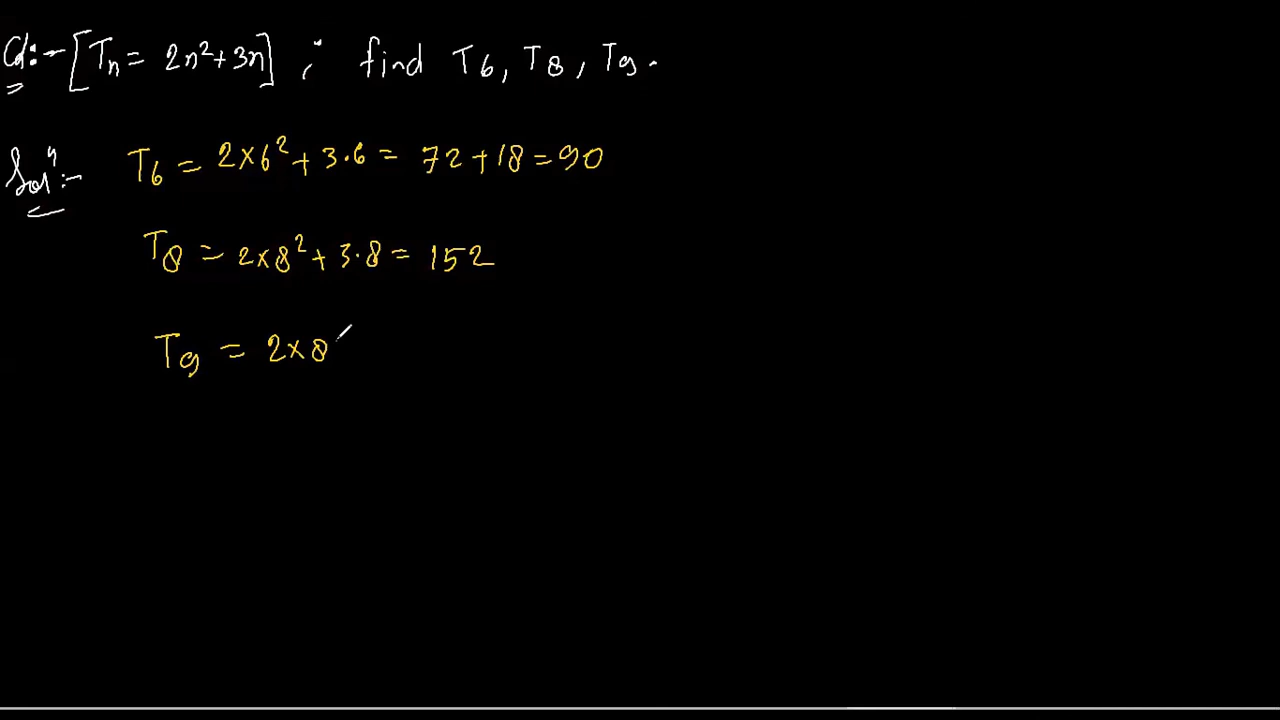 Q:- [Tₙ = 2n²+3n] ; find T₆, T₈, T₉.
Solⁿ:- T₆ = 2×6²+3·6 = 72+18=90
T₈ = 2×8²+3·8 = 152
T₉ = 2×8